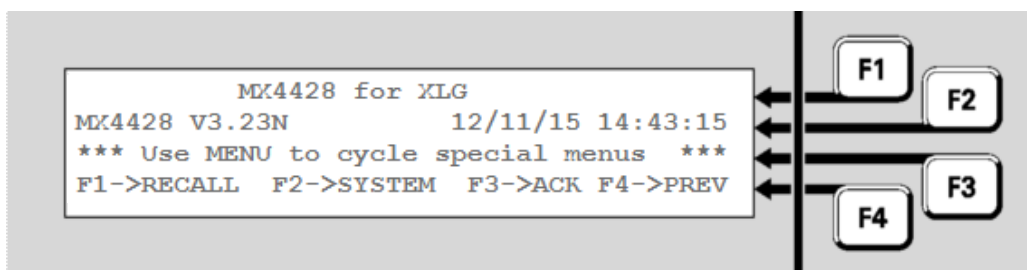 MX4428 for XLG
MX4428 V3.23N 12/11/15 14:43:15
*** Use MENU to cycle special menus ***
F1->RECALL F2->SYSTEM F3->ACK F4->PREV
F1
F2
F3
F4